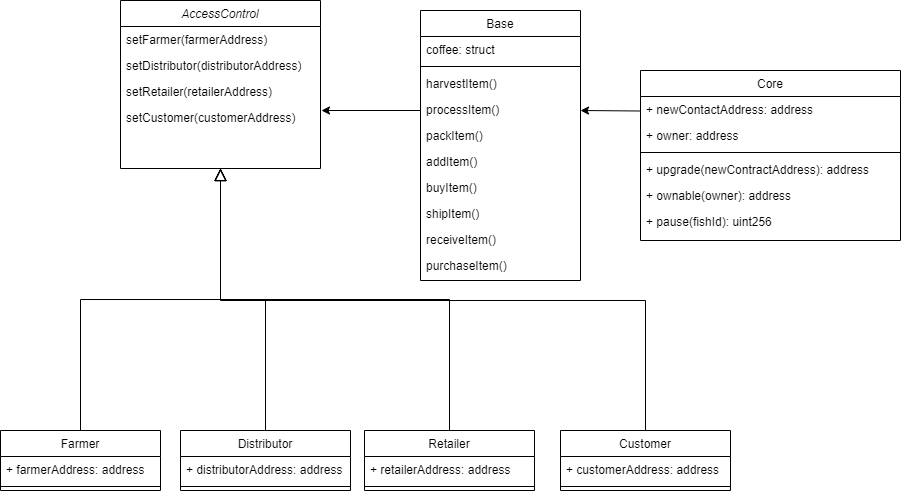 AccessControl
setFarmer(farmerAddress)
setDistributor(distributorAddress)
setRetailer(retailerAddress)
setCustomer(customerAddress)
Base
coffee: struct
harvestItem()
processItem()
packItem()
addItem()
buyItem()
shipItem()
receiveItem()
purchaseItem()
Core
+ newContactAddress: address
+ owner: address
+ upgrade(newContractAddress): address
+ ownable(owner): address
+ pause(fishId): uint256
Farmer
+ farmerAddress: address
Distributor
+ distributorAddress: address
Retailer
+ retailerAddress: address
Customer
+ customerAddress: address